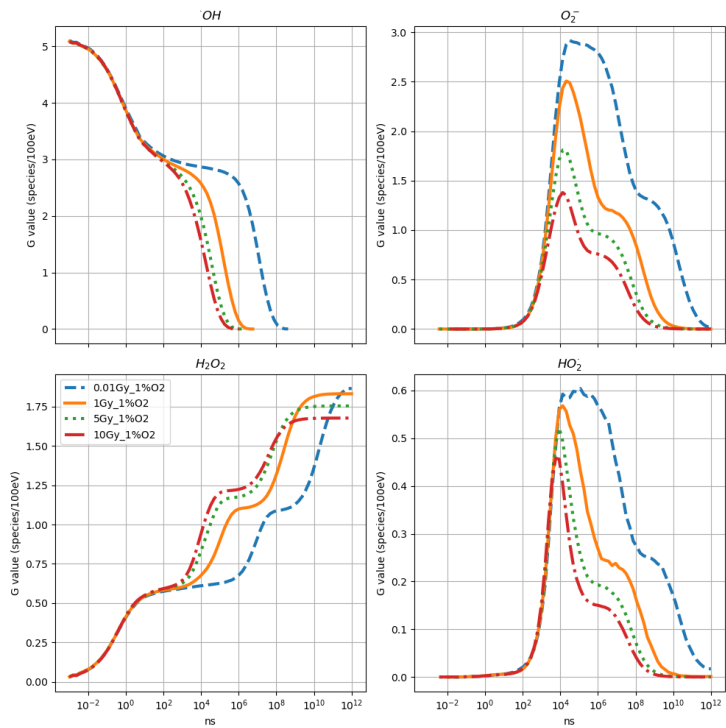 ˙OH
O₂⁻
G value (species/100eV)
5
4
3
2
1
0
G value (species/100eV)
3.0
2.5
2.0
1.5
1.0
0.5
0.0
H₂O₂
HO₂˙
G value (species/100eV)
1.75
1.50
1.25
1.00
0.75
0.50
0.25
0.00
0.01Gy_1%O2
1Gy_1%O2
5Gy_1%O2
10Gy_1%O2
10⁻² 10⁰ 10² 10⁴ 10⁶ 10⁸ 10¹⁰ 10¹²
ns
G value (species/100eV)
0.6
0.5
0.4
0.3
0.2
0.1
0.0
10⁻² 10⁰ 10² 10⁴ 10⁶ 10⁸ 10¹⁰ 10¹²
ns